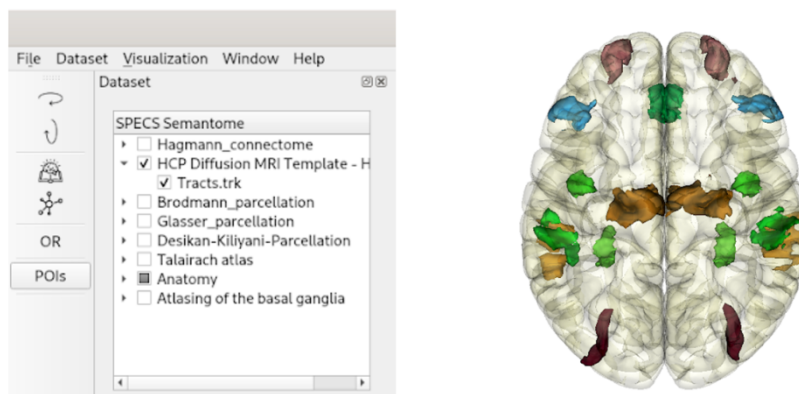 File Dataset Visualization Window Help
Dataset
SPECS Semantome
Hagmann_connectome
HCP Diffusion MRI Template - H
Tracts.trk
Brodmann_parcellation
Glasser_parcellation
Desikan-Kiliyani-Parcellation
Talairach atlas
OR
Anatomy
POIs
Atlasing of the basal ganglia